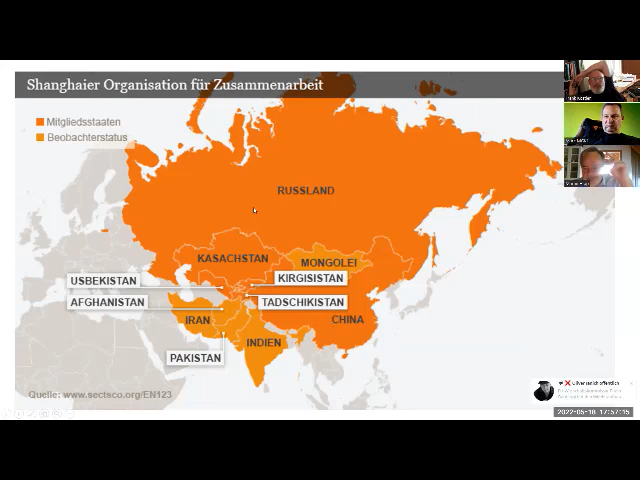 Shanghaier Organisation für Zusammenarbeit
Mitgliedsstaaten
Beobachterstatus
RUSSLAND
KASACHSTAN
MONGOLEI
USBEKISTAN
KIRGISISTAN
AFGHANISTAN
TADSCHIKISTAN
IRAN
CHINA
INDIEN
PAKISTAN
Quelle: www.sectsco.org/EN123
2022-05-18 17:57:15